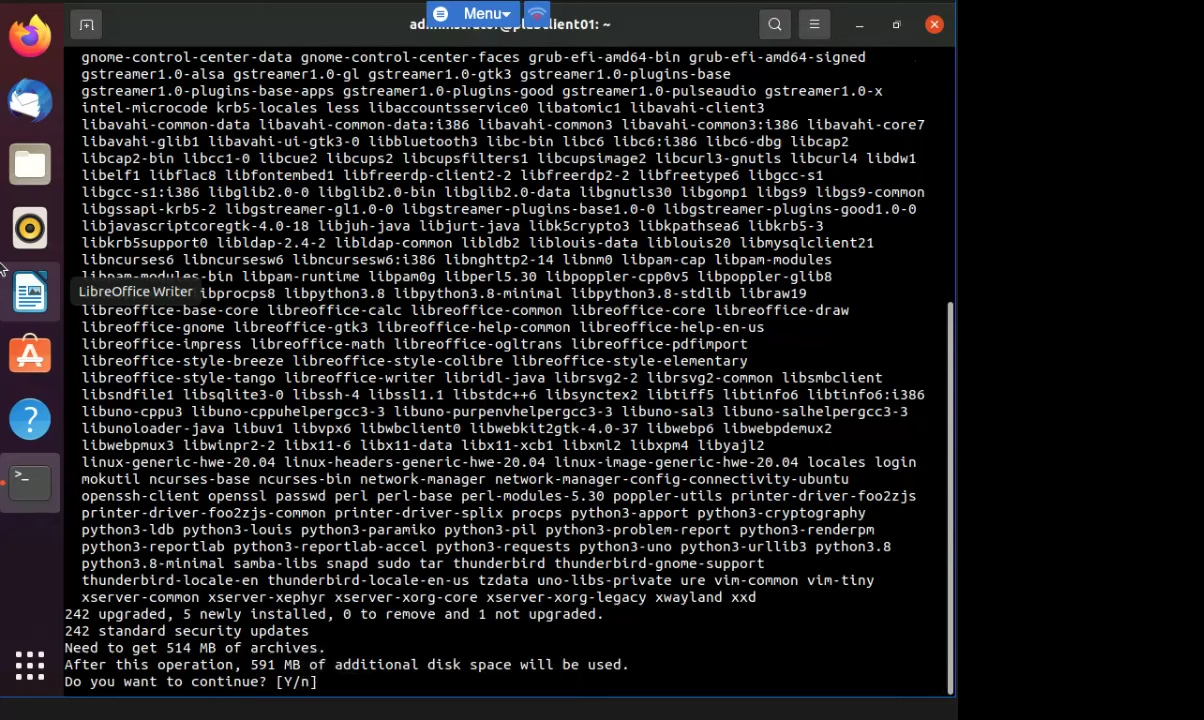 Menu
adm
client01: ~
gnome-control-center-data gnome-control-center-faces grub-efi-amd64-bin grub-efi-amd64-signed
gstreamer1.0-alsa gstreamer1.0-gl gstreamer1.0-gtk3 gstreamer1.0-plugins-base
gstreamer1.0-plugins-base-apps gstreamer1.0-plugins-good gstreamer1.0-pulseaudio gstreamer1.0-x
intel-microcode krb5-locales less libaccountsservice0 libatomic1 libavahi-client3
libavahi-common-data libavahi-common-data:i386 libavahi-common3 libavahi-common3:i386 libavahi-core7
libavahi-glib1 libavahi-ui-gtk3-0 libbluetooth3 libc-bin libc6 libc6:i386 libc6-dbg libcap2
libcap2-bin libcc1-0 libcue2 libcups2 libcupsfilters1 libcupsimage2 libcurl3-gnutls libcurl4 libdw1
libelf1 libflac8 libfontembed1 libfreerdp-client2-2 libfreerdp2-2 libfreetype6 libgcc-s1
libgcc-s1:i386 libglib2.0-0 libglib2.0-bin libglib2.0-data libgnutls30 libgomp1 libgs9 libgs9-common
libgssapi-krb5-2 libgstreamer-gl1.0-0 libgstreamer-plugins-base1.0-0 libgstreamer-plugins-good1.0-0
libjavascriptcoregtk-4.0-18 libjuh-java libjurt-java libk5crypto3 libkpathsea6 libkrb5-3
libkrb5support0 libldap-2.4-2 libldap-common libldb2 liblouis-data liblouis20 libmysqlclient21
libncurses6 libncursesw6 libncursesw6:i386 libnghttp2-14 libnm0 libpam-cap libpam-modules
libpam-modules-bin libpam-runtime libpam0g libperl5.30 libpoppler-cpp0v5 libpoppler-glib8
LibreOffice Writer
libprocps8 libpython3.8 libpython3.8-minimal libpython3.8-stdlib libraw19
libreoffice-base-core libreoffice-calc libreoffice-common libreoffice-core libreoffice-draw
libreoffice-gnome libreoffice-gtk3 libreoffice-help-common libreoffice-help-en-us
libreoffice-impress libreoffice-math libreoffice-ogltrans libreoffice-pdfimport
libreoffice-style-breeze libreoffice-style-colibre libreoffice-style-elementary
libreoffice-style-tango libreoffice-writer libridl-java librsvg2-2 librsvg2-common libsmbclient
libsndfile1 libsqlite3-0 libssh-4 libssl1.1 libstdc++6 libsynctex2 libtiff5 libtinfo6 libtinfo6:i386
libuno-cppu3 libuno-cppuhelpergcc3-3 libuno-purpenvhelpergcc3-3 libuno-sal3 libuno-salhelpergcc3-3
libunoloader-java libuv1 libvpx6 libwbclient0 libwebkit2gtk-4.0-37 libwebp6 libwebpdemux2
libwebpmux3 libwinpr2-2 libx11-6 libx11-data libx11-xcb1 libxml2 libxpm4 libyajl2
linux-generic-hwe-20.04 linux-headers-generic-hwe-20.04 linux-image-generic-hwe-20.04 locales login
mokutil ncurses-base ncurses-bin network-manager network-manager-config-connectivity-ubuntu
openssh-client openssl passwd perl perl-base perl-modules-5.30 poppler-utils printer-driver-foo2zjs
printer-driver-foo2zjs-common printer-driver-splix procps python3-apport python3-cryptography
python3-ldb python3-louis python3-paramiko python3-pil python3-problem-report python3-renderpm
python3-reportlab python3-reportlab-accel python3-requests python3-uno python3-urllib3 python3.8
python3.8-minimal samba-libs snapd sudo tar thunderbird thunderbird-gnome-support
thunderbird-locale-en thunderbird-locale-en-us tzdata uno-libs-private ure vim-common vim-tiny
xserver-common xserver-xephyr xserver-xorg-core xserver-xorg-legacy xwayland xxd
242 upgraded, 5 newly installed, 0 to remove and 1 not upgraded.
242 standard security updates
Need to get 514 MB of archives.
After this operation, 591 MB of additional disk space will be used.
Do you want to continue? [Y/n]